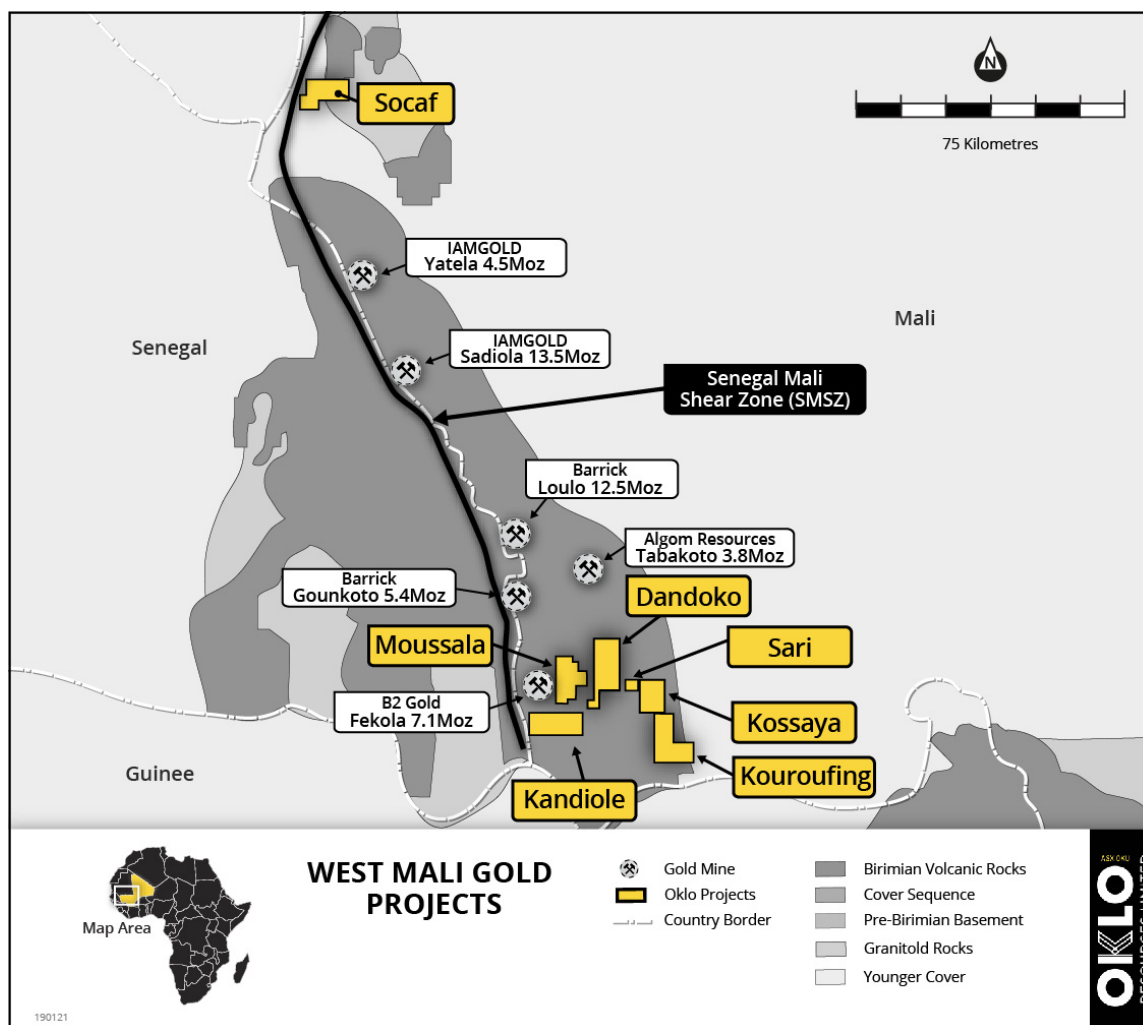 Socaf
N
75 Kilometres
IAMGOLD
Yatela 4.5Moz
Senegal
Mali
IAMGOLD
Sadiola 13.5Moz
Senegal Mali
Shear Zone (SMSZ)
Barrick
Loulo 12.5Moz
Algom Resources
Tabakoto 3.8Moz
Barrick
Gounkoto 5.4Moz
Dandoko
Moussala
Sari
B2 Gold
Fekola 7.1Moz
Kossaya
Guinee
Kouroufing
Kandiole
Map Area
WEST MALI GOLD
PROJECTS
Gold Mine
Oklo Projects
Country Border
Birimian Volcanic Rocks
Cover Sequence
Pre-Birimian Basement
Granitold Rocks
Younger Cover
ASX OKU
OKLO
190121